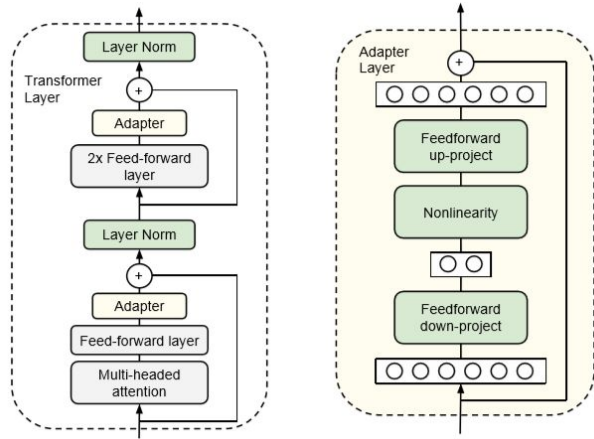 Layer Norm
Transformer
Layer
+
Adapter
2x Feed-forward
layer
Layer Norm
+
Adapter
Feed-forward layer
Multi-headed
attention
Adapter
Layer
+
Feedforward
up-project
Nonlinearity
Feedforward
down-project